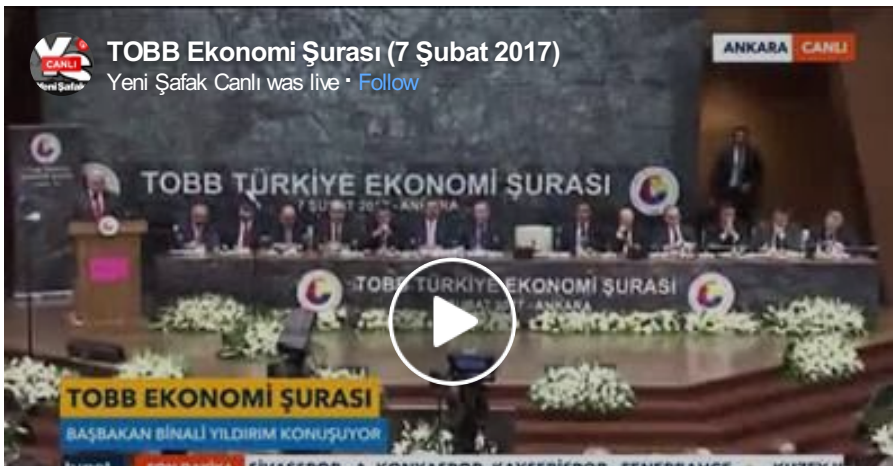 TOBB Ekonomi Şurası (7 Şubat 2017)
Yeni Şafak Canlı was live · Follow
CANLI
Yeni Şafak
ANKARA CANLI
TOBB TÜRKİYE EKONOMİ ŞURASI
7 ŞUBAT 2017 - ANKARA
TOBB TÜRKİYE EKONOMİ ŞURASI
ŞUBAT 2017 - ANKARA
TOBB EKONOMİ ŞURASI
BAŞBAKAN BİNALİ YILDIRIM KONUŞUYOR